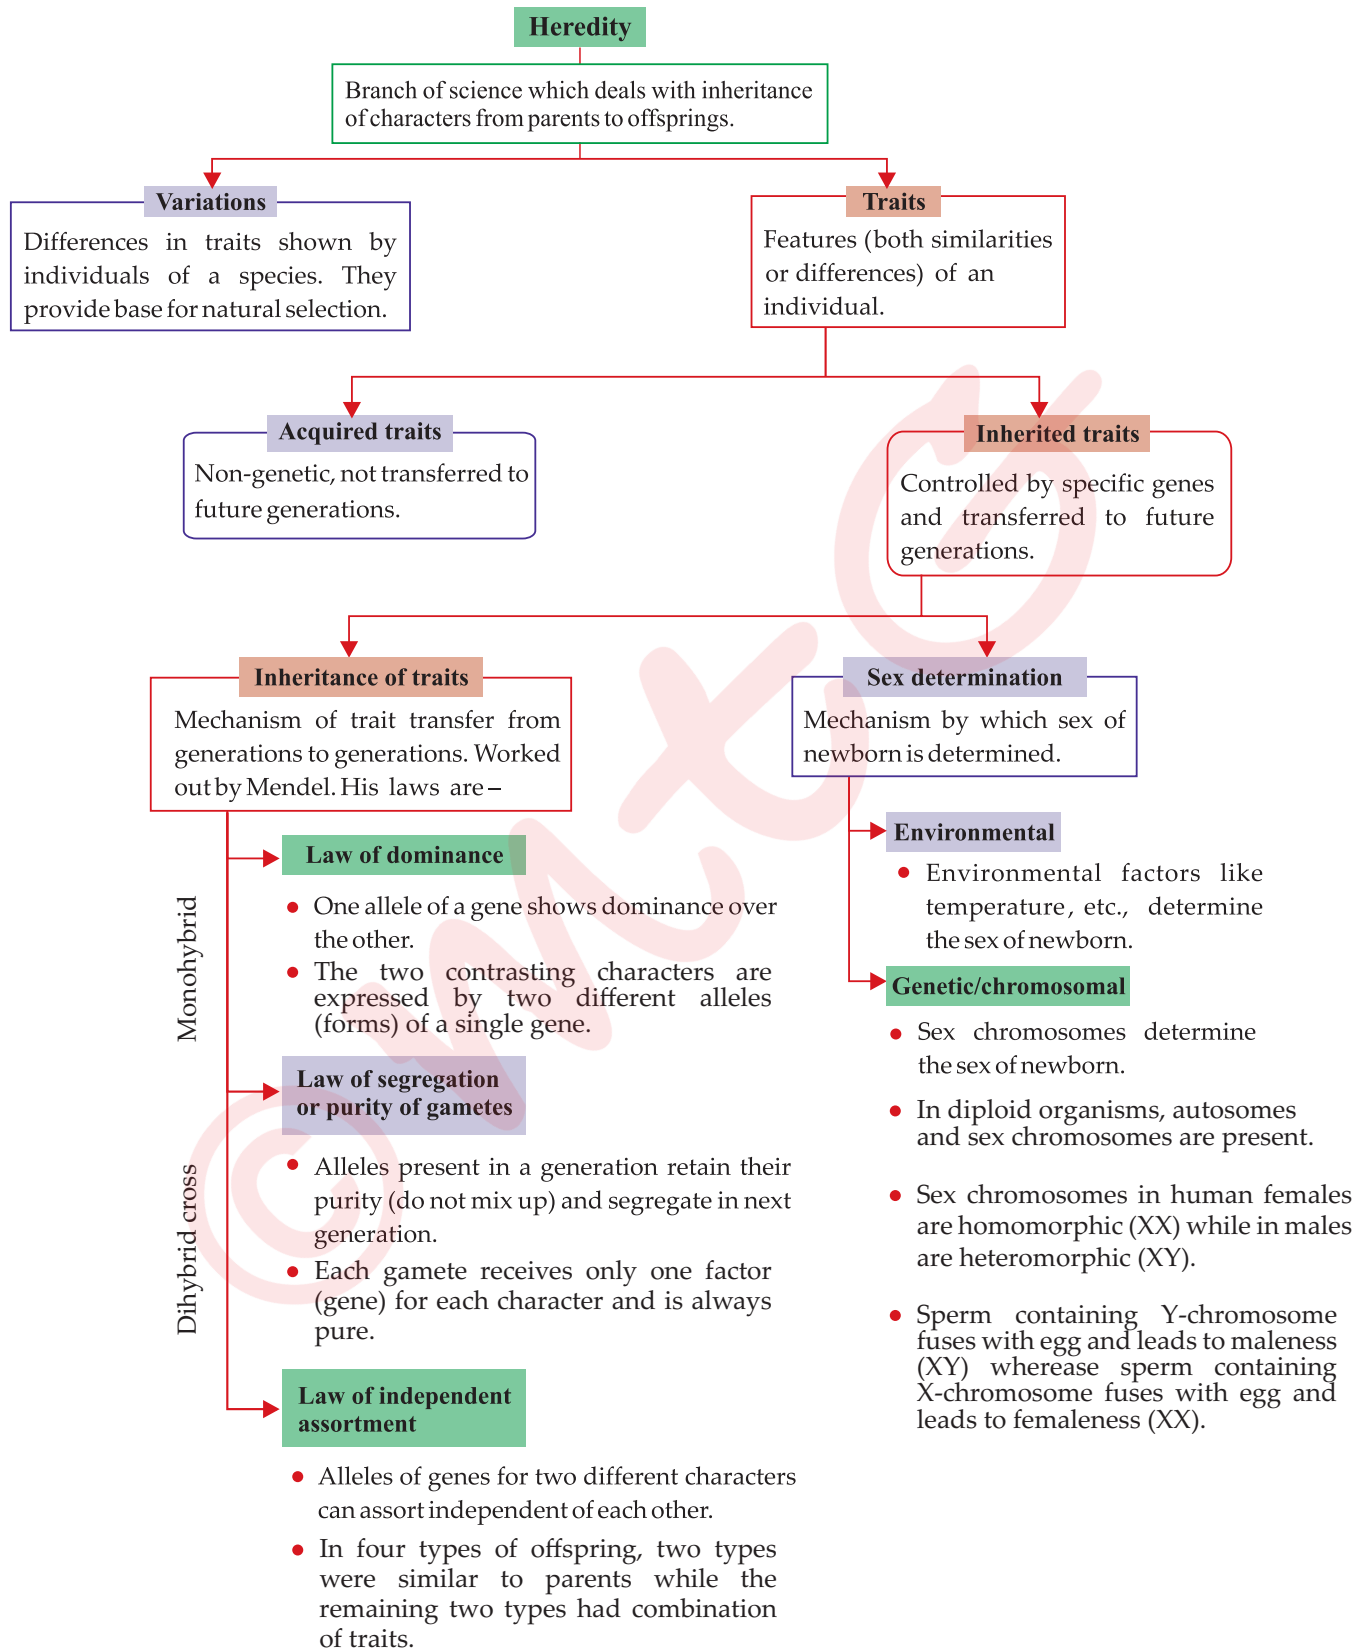 Heredity
Branch of science which deals with inheritance
of characters from parents to offsprings.
Variations
Differences in traits shown by
individuals of a species. They
provide base for natural selection.
Traits
Features (both similarities
or differences) of an
individual.
Acquired traits
Non-genetic, not transferred to
future generations.
Inherited traits
Controlled by specific genes
and transferred to future
generations.
Inheritance of traits
Mechanism of trait transfer from
generations to generations. Worked
out by Mendel. His laws are –
Sex determination
Mechanism by which sex of
newborn is determined.
Monohybrid
Law of dominance
• One allele of a gene shows dominance over
the other.
• The two contrasting characters are
expressed by two different alleles
(forms) of a single gene.
Law of segregation
or purity of gametes
Dihybrid cross
• Alleles present in a generation retain their
purity (do not mix up) and segregate in next
generation.
• Each gamete receives only one factor
(gene) for each character and is always
pure.
Law of independent
assortment
• Alleles of genes for two different characters
can assort independent of each other.
• In four types of offspring, two types
were similar to parents while the
remaining two types had combination
of traits.
Environmental
• Environmental factors like
temperature, etc., determine
the sex of newborn.
Genetic/chromosomal
• Sex chromosomes determine
the sex of newborn.
• In diploid organisms, autosomes
and sex chromosomes are present.
• Sex chromosomes in human females
are homomorphic (XX) while in males
are heteromorphic (XY).
• Sperm containing Y-chromosome
fuses with egg and leads to maleness
(XY) wherease sperm containing
X-chromosome fuses with egg and
leads to femaleness (XX).